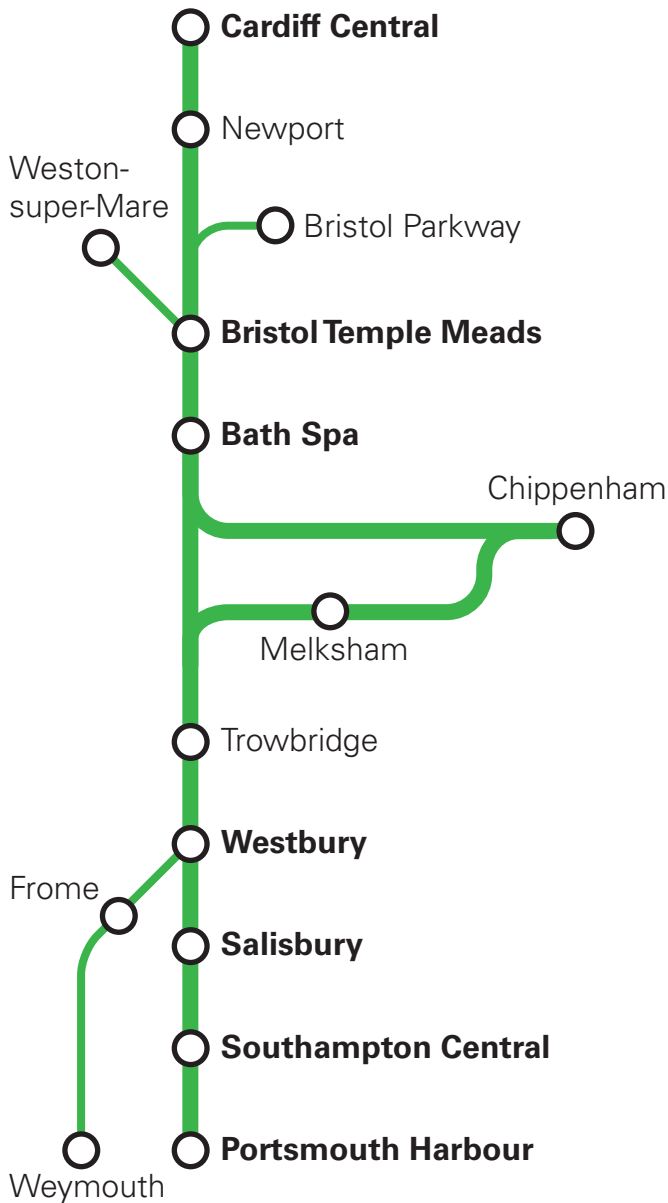 Cardiff Central
Newport
Weston-
super-Mare
Bristol Parkway
Bristol Temple Meads
Bath Spa
Chippenham
Melksham
Trowbridge
Westbury
Frome
Salisbury
Southampton Central
Portsmouth Harbour
Weymouth